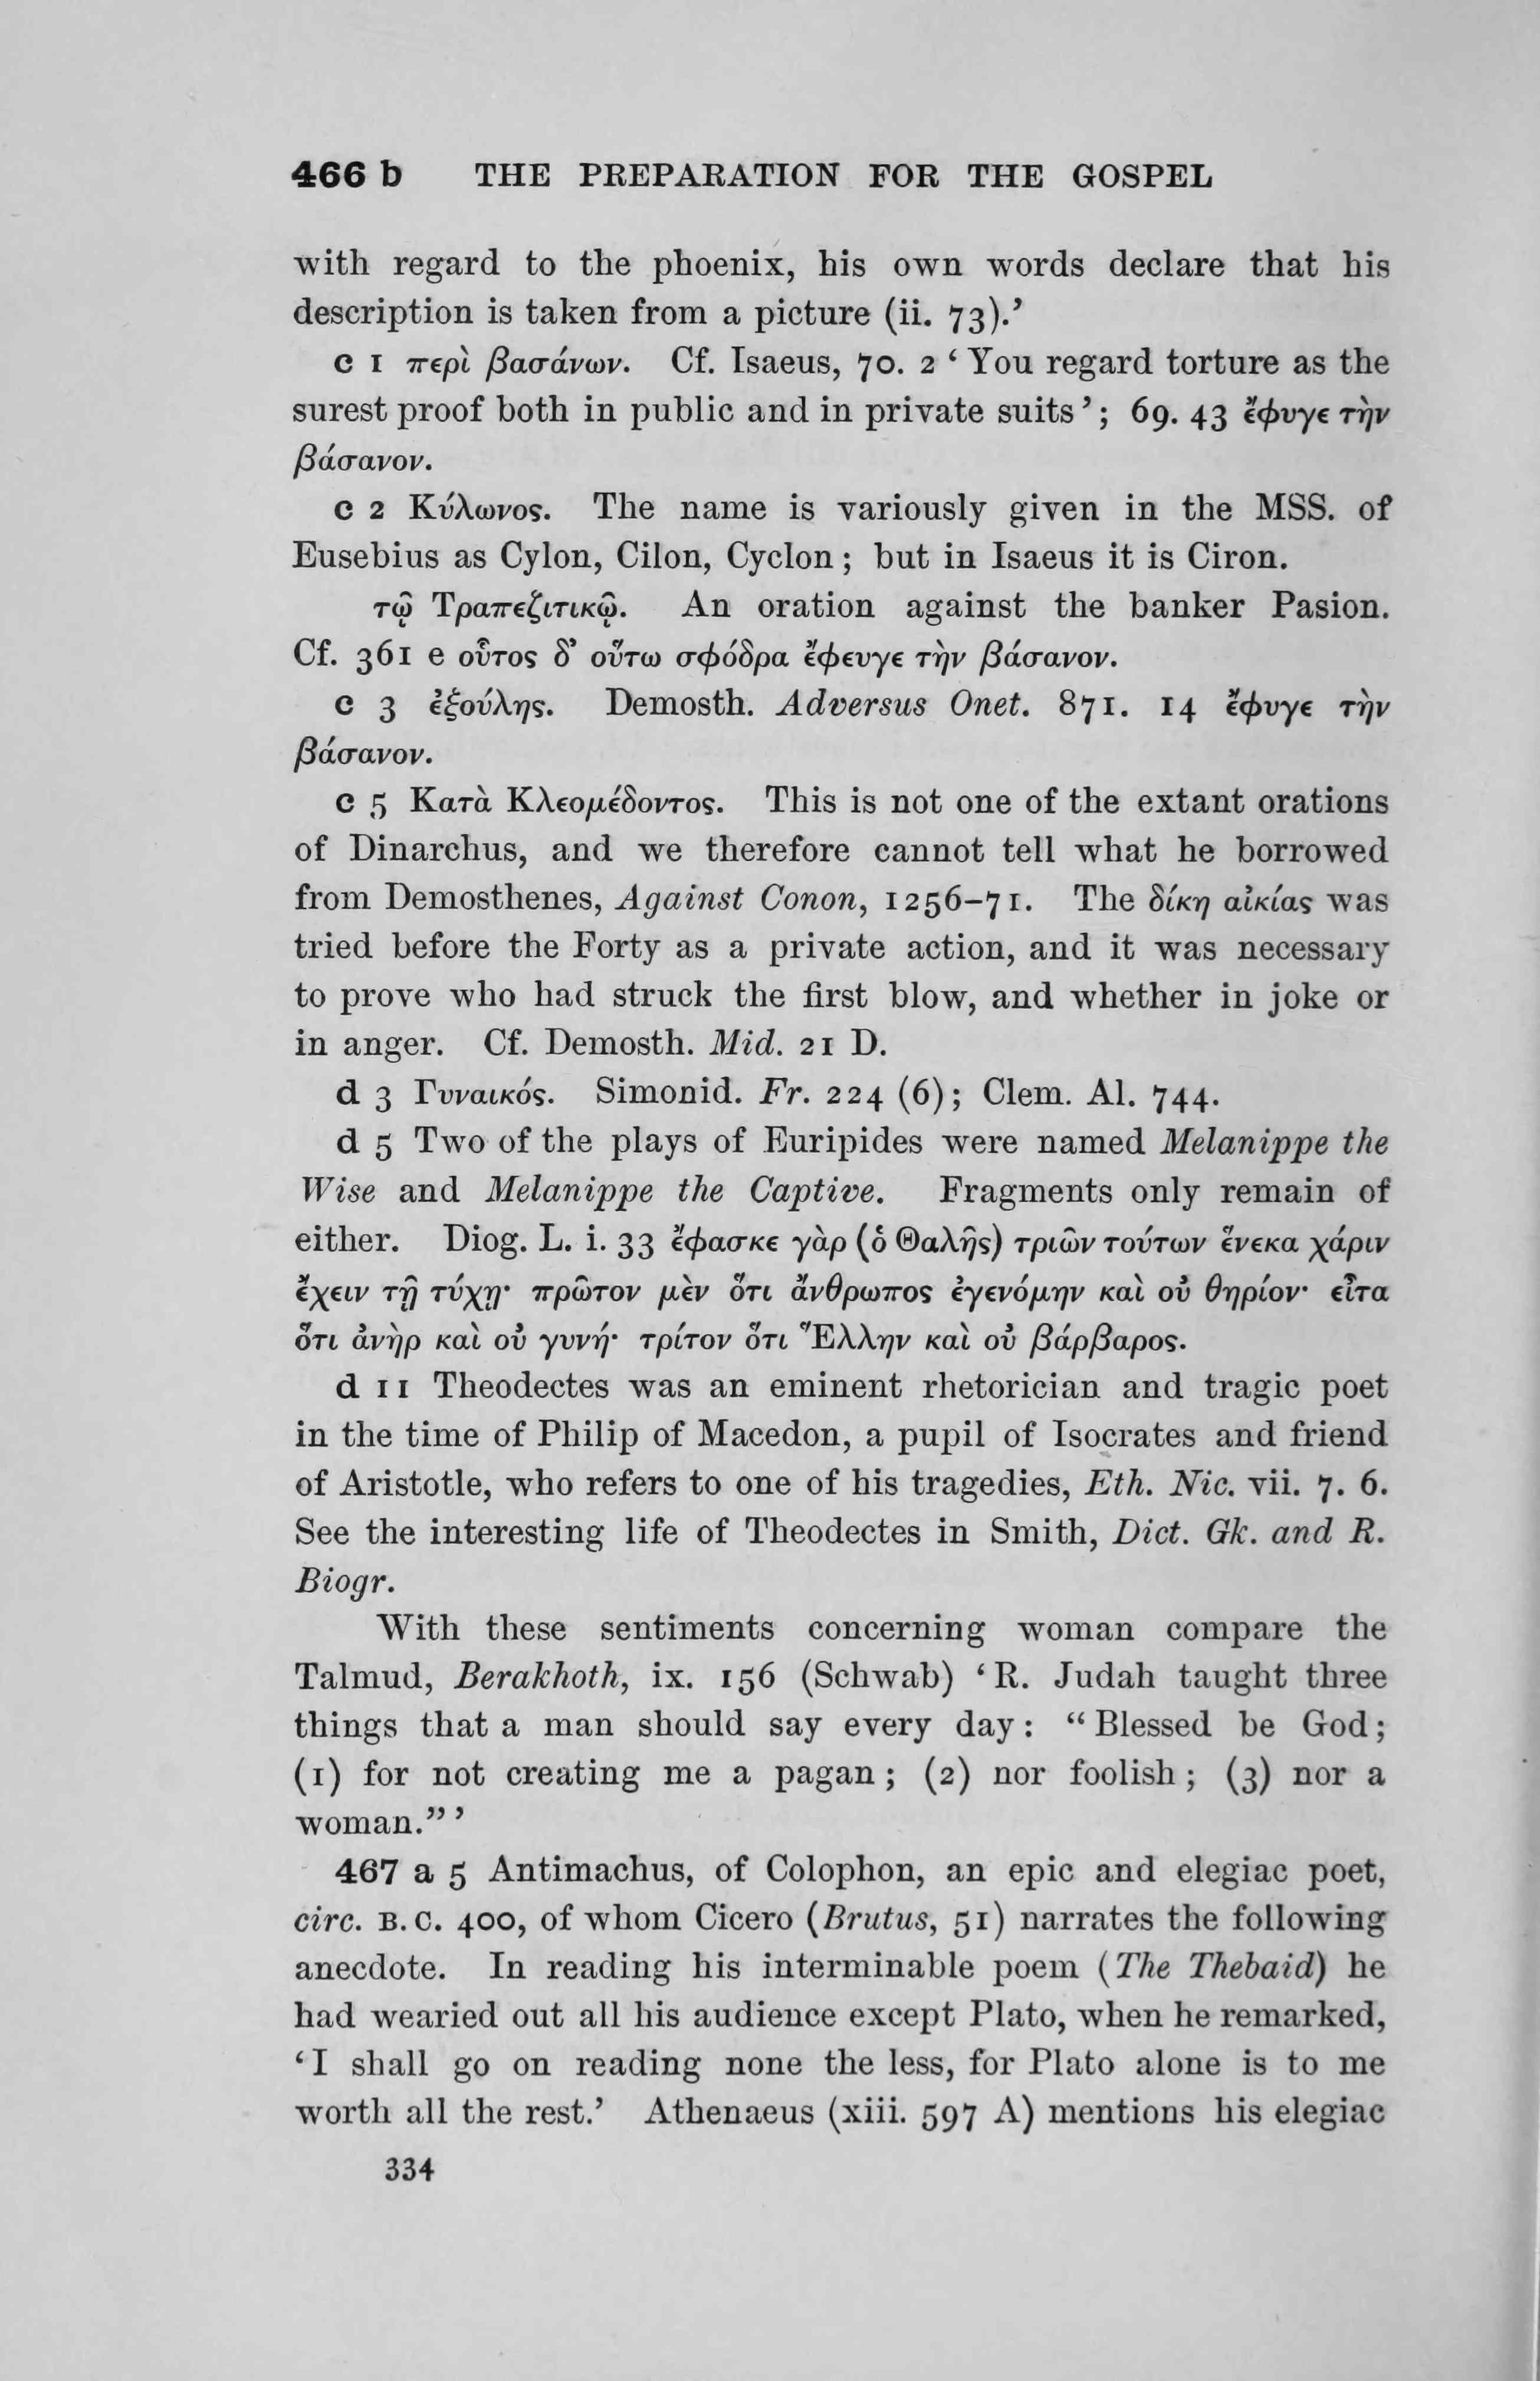 466 b THE PREPARATION FOR THE GOSPEL
with regard to the phoenix, his own words declare that his
description is taken from a picture (ii. 73).’
c 1 περὶ βασάνων. Cf. Isaeus, 70. 2 ‘You regard torture as the
surest proof both in public and in private suits’; 69. 43 ἔφυγε τὴν
βάσανον.
c 2 Κύλωνος. The name is variously given in the MSS. of
Eusebius as Cylon, Cilon, Cyclon; but in Isaeus it is Ciron.
τῷ Τραπεζιτικῷ. An oration against the banker Pasion.
Cf. 361 e οὗτος δ’ οὕτω σφόδρα ἔφευγε τὴν βάσανον.
c 3 ἐξούλης. Demosth. Adversus Onet. 871. 14 ἔφυγε τὴν
βάσανον.
c 5 Κατὰ Κλεομέδοντος. This is not one of the extant orations
of Dinarchus, and we therefore cannot tell what he borrowed
from Demosthenes, Against Conon, 1256–71. The δίκη αἰκίας was
tried before the Forty as a private action, and it was necessary
to prove who had struck the first blow, and whether in joke or
in anger. Cf. Demosth. Mid. 21 D.
d 3 Γυναικός. Simonid. Fr. 224 (6); Clem. Al. 744.
d 5 Two of the plays of Euripides were named Melanippe the
Wise and Melanippe the Captive. Fragments only remain of
either. Diog. L. i. 33 ἔφασκε γὰρ (ὁ Θαλῆς) τριῶν τούτων ἕνεκα χάριν
ἔχειν τῇ τύχῃ· πρῶτον μὲν ὅτι ἄνθρωπος ἐγενόμην καὶ οὐ θηρίον· εἶτα
ὅτι ἀνὴρ καὶ οὐ γυνή· τρίτον ὅτι Ἕλλην καὶ οὐ βάρβαρος.
d 11 Theodectes was an eminent rhetorician and tragic poet
in the time of Philip of Macedon, a pupil of Isocrates and friend
of Aristotle, who refers to one of his tragedies, Eth. Nic. vii. 7. 6.
See the interesting life of Theodectes in Smith, Dict. Gk. and R.
Biogr.
With these sentiments concerning woman compare the
Talmud, Berakhoth, ix. 156 (Schwab) ‘R. Judah taught three
things that a man should say every day: “Blessed be God;
(1) for not creating me a pagan; (2) nor foolish; (3) nor a
woman.”’
467 a 5 Antimachus, of Colophon, an epic and elegiac poet,
circ. B.C. 400, of whom Cicero (Brutus, 51) narrates the following
anecdote. In reading his interminable poem (The Thebaid) he
had wearied out all his audience except Plato, when he remarked,
‘I shall go on reading none the less, for Plato alone is to me
worth all the rest.’ Athenaeus (xiii. 597 A) mentions his elegiac
334